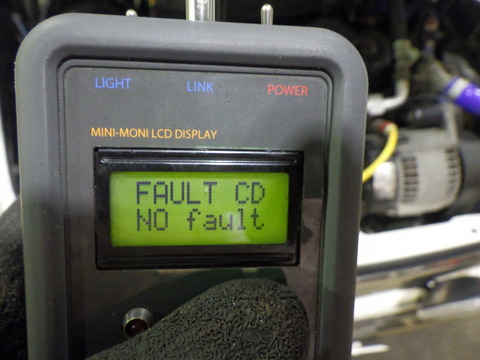 LIGHT LINK POWER
MINI-MONI LCD DISPLAY
FAULT CD
NO fault